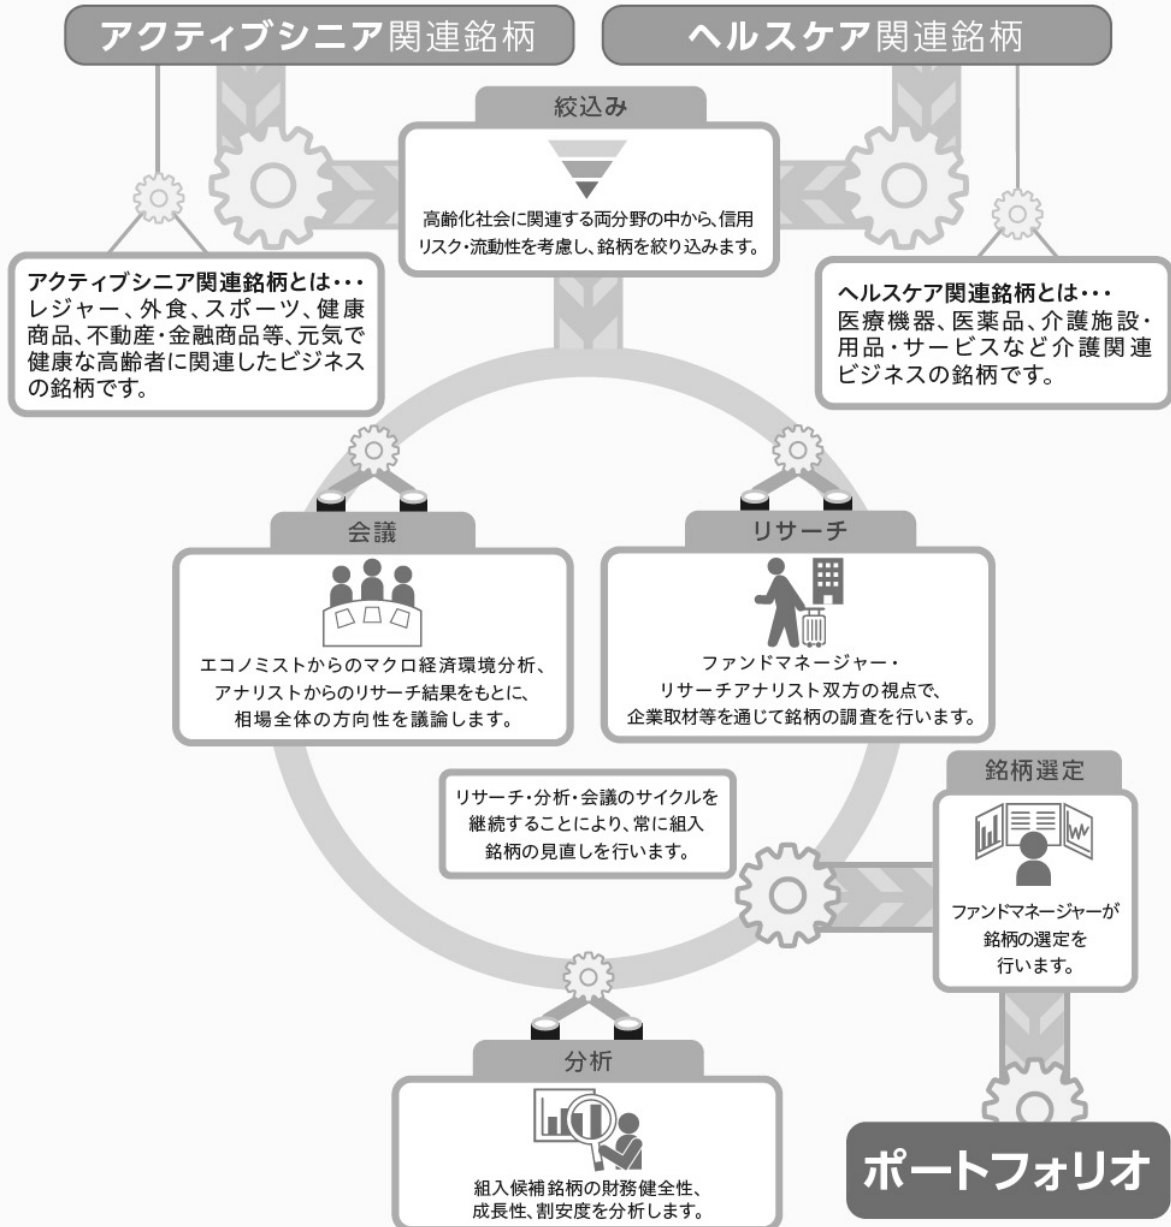 アクティブシニア関連銘柄
ヘルスケア関連銘柄
絞込み
高齢化社会に関連する両分野の中から、信用
リスク・流動性を考慮し、銘柄を絞り込みます。
アクティブシニア関連銘柄とは・・・
レジャー、外食、スポーツ、健康
商品、不動産・金融商品等、元気で
健康な高齢者に関連したビジネス
の銘柄です。
ヘルスケア関連銘柄とは・・・
医療機器、医薬品、介護施設・
用品・サービスなど介護関連
ビジネスの銘柄です。
会議
エコノミストからのマクロ経済環境分析、
アナリストからのリサーチ結果をもとに、
相場全体の方向性を議論します。
リサーチ
ファンドマネージャー・
リサーチアナリスト双方の視点で、
企業取材等を通じて銘柄の調査を行います。
リサーチ・分析・会議のサイクルを
継続することにより、常に組入
銘柄の見直しを行います。
銘柄選定
ファンドマネージャーが
銘柄の選定を
行います。
分析
組入候補銘柄の財務健全性、
成長性、割安度を分析します。
ポートフォリオ